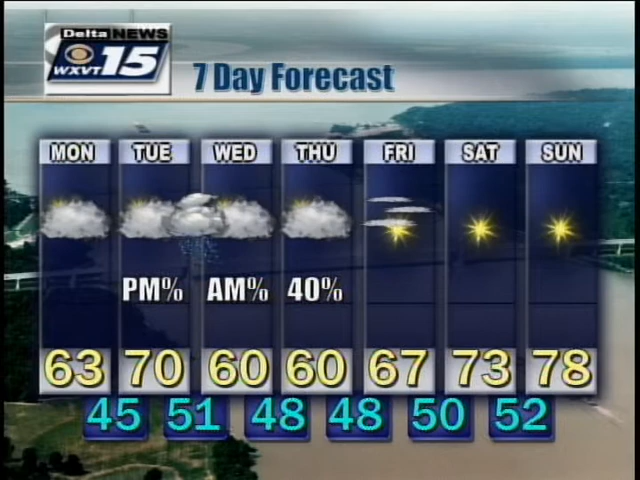 Delta NEWS
WXVT 15
7 Day Forecast
MON TUE WED THU FRI SAT SUN
PM% AM% 40%
63 70 60 60 67 73 78
45 51 48 48 50 52